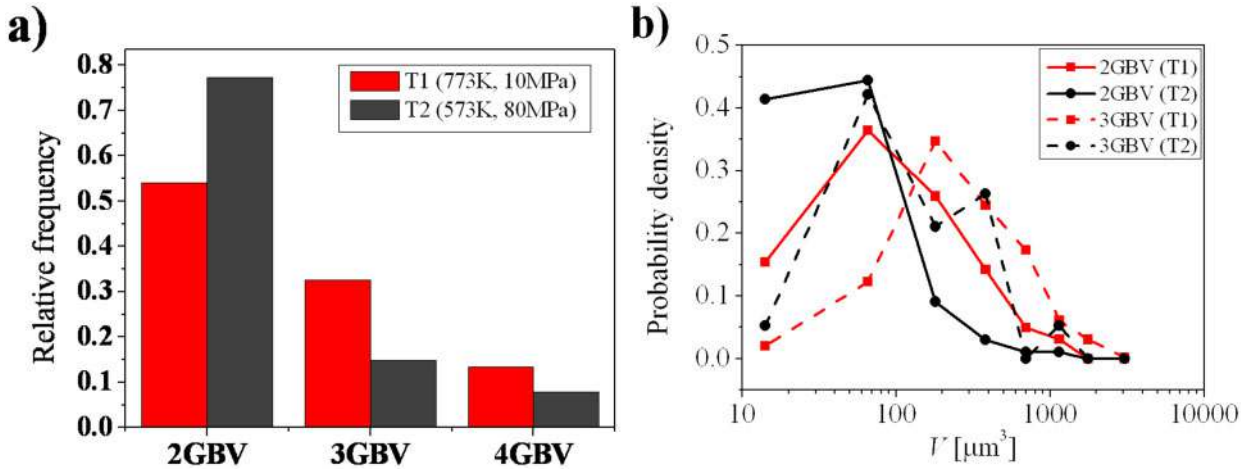 a)
Relative frequency
0.8
0.7
0.6
0.5
0.4
0.3
0.2
0.1
0.0
T1 (773K, 10MPa)
T2 (573K, 80MPa)
2GBV 3GBV 4GBV
b)
Probability density
0.5
0.4
0.3
0.2
0.1
0.0
2GBV (T1)
2GBV (T2)
3GBV (T1)
3GBV (T2)
10 100 1000 10000
V [μm³]